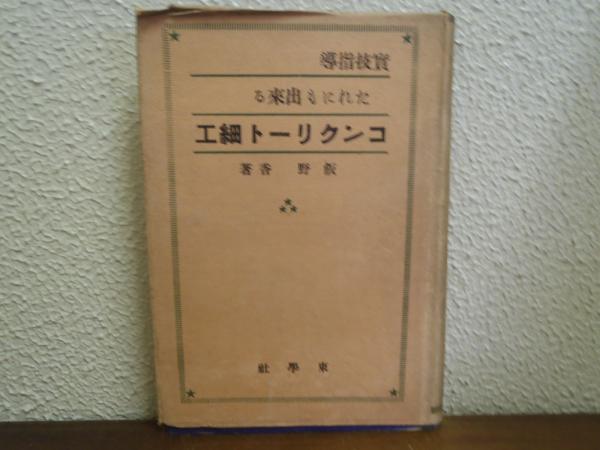 實技指導
たれにも出來る
コンクリート細工
飯野香著
東學社